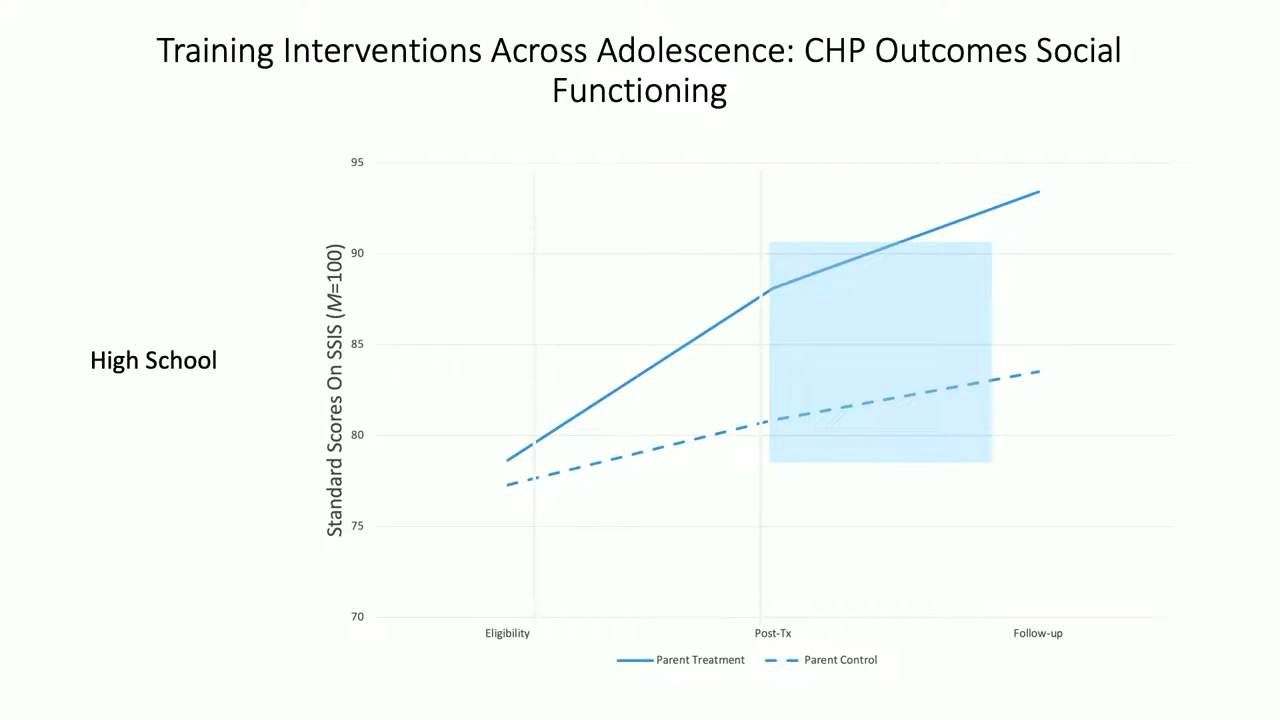 Training Interventions Across Adolescence: CHP Outcomes Social
Functioning
High School
Standard Scores On SSIS (M=100)
95
90
85
80
75
70
Eligibility
Post-Tx
Follow-up
Parent Treatment
Parent Control